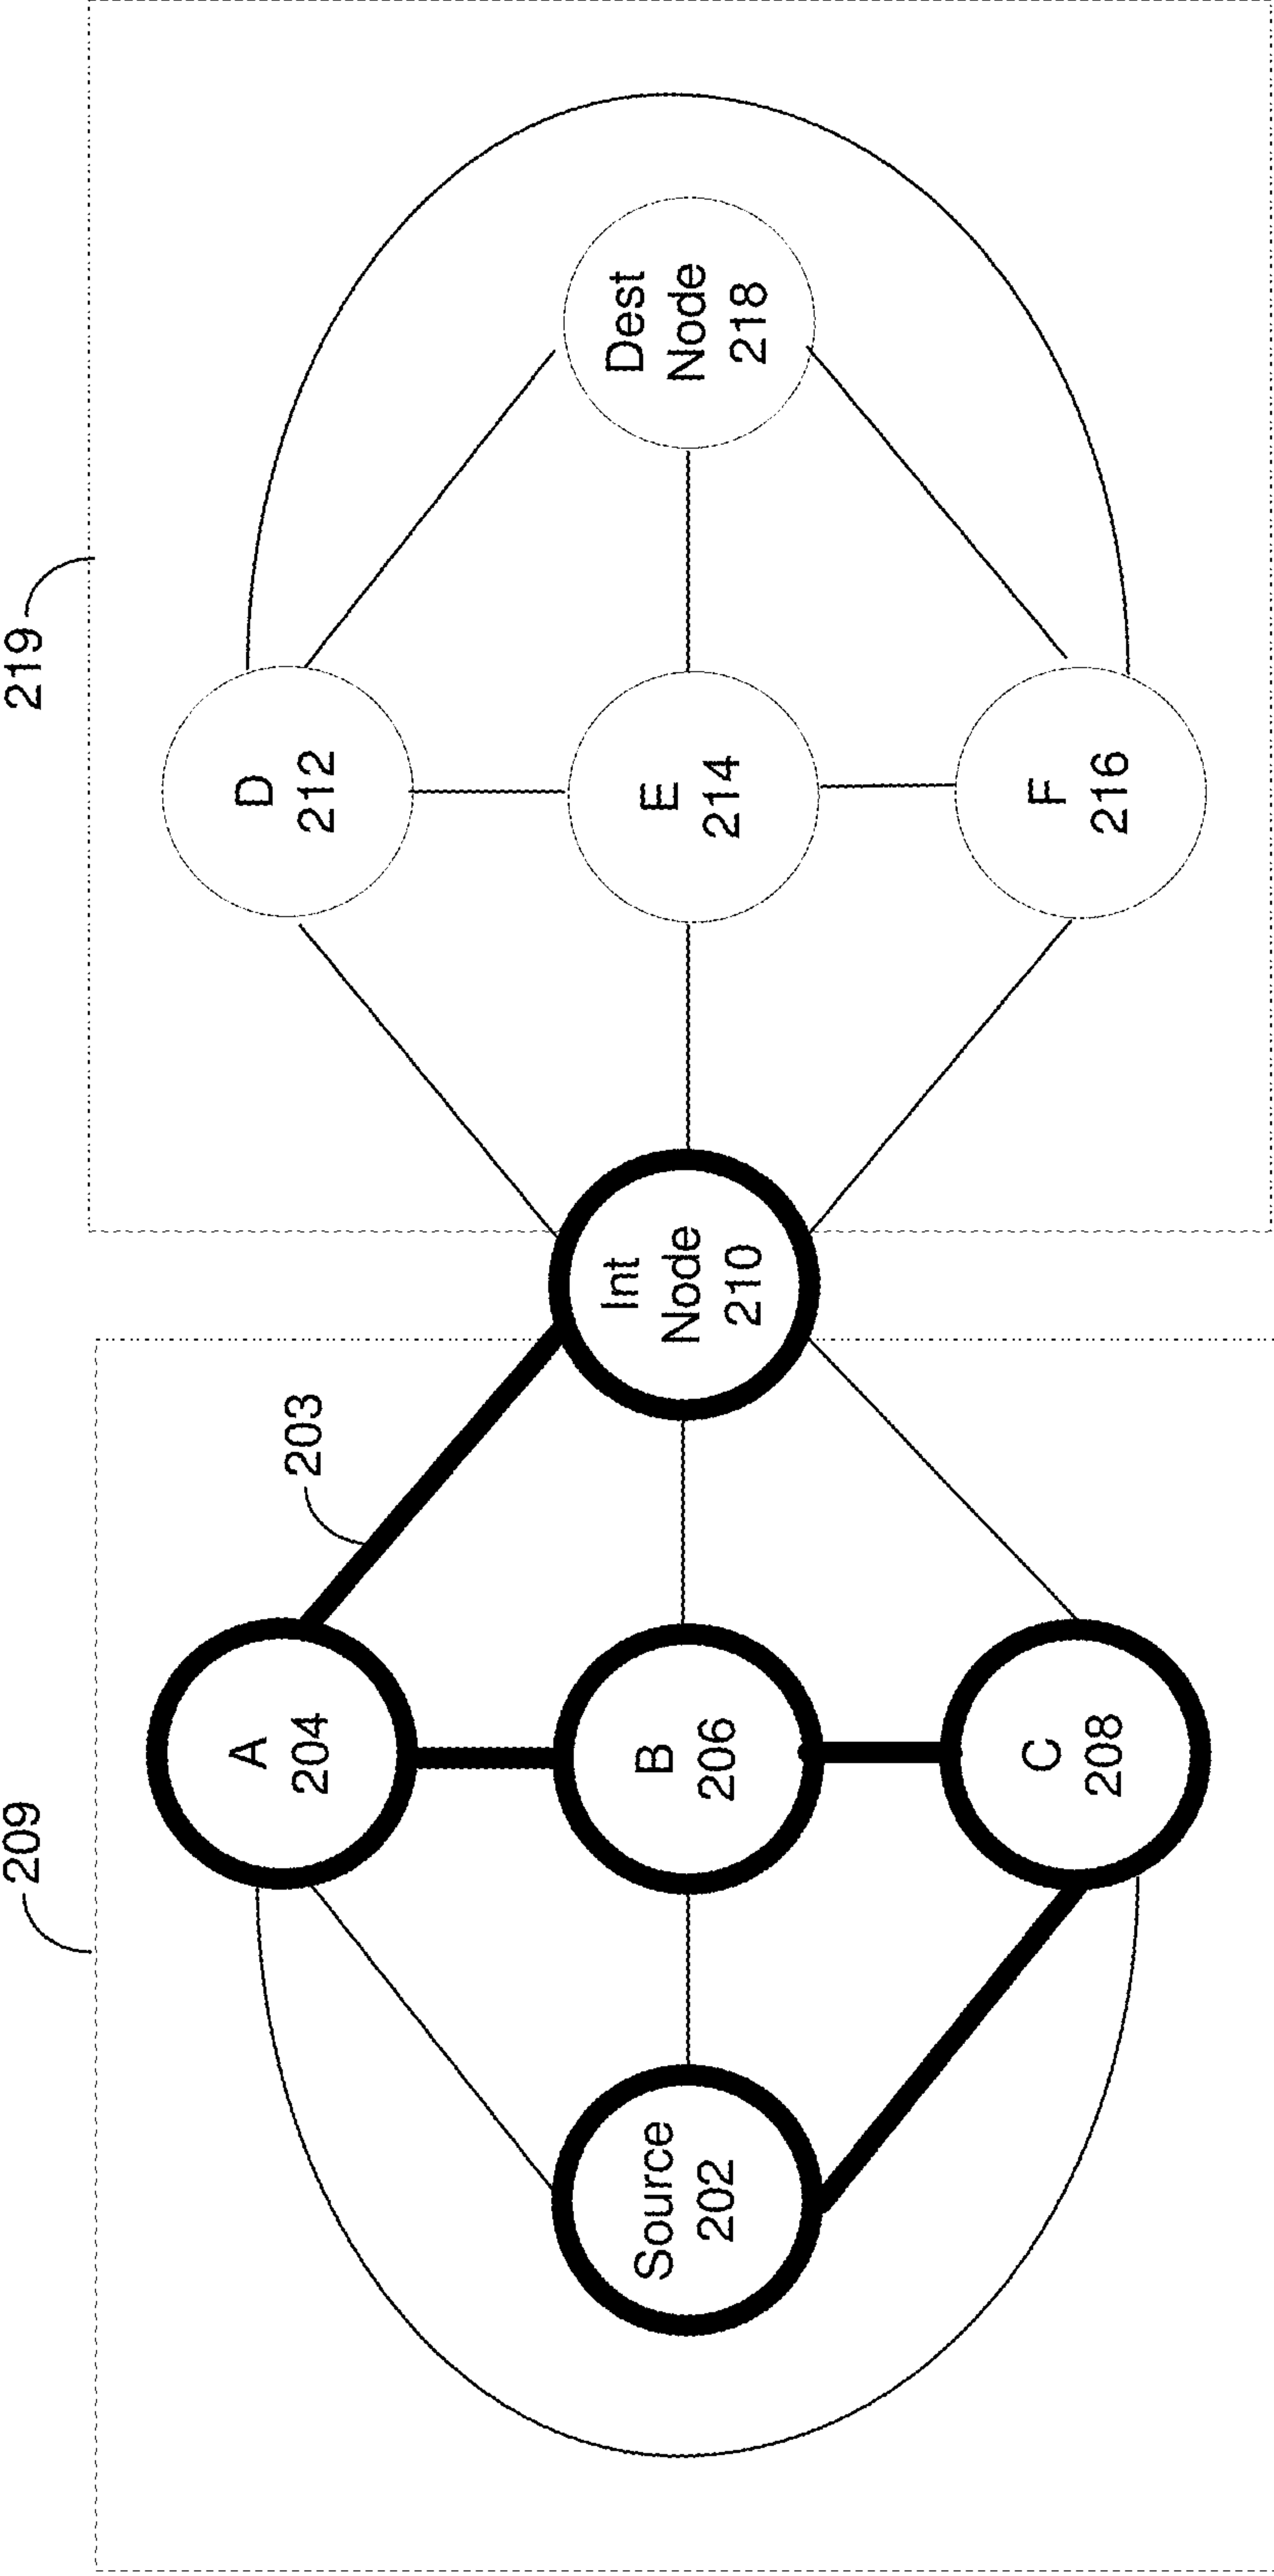 209
219
203
A
204
D
212
Source
202
B
206
Int
Node
210
E
214
Dest
Node
218
C
208
F
216